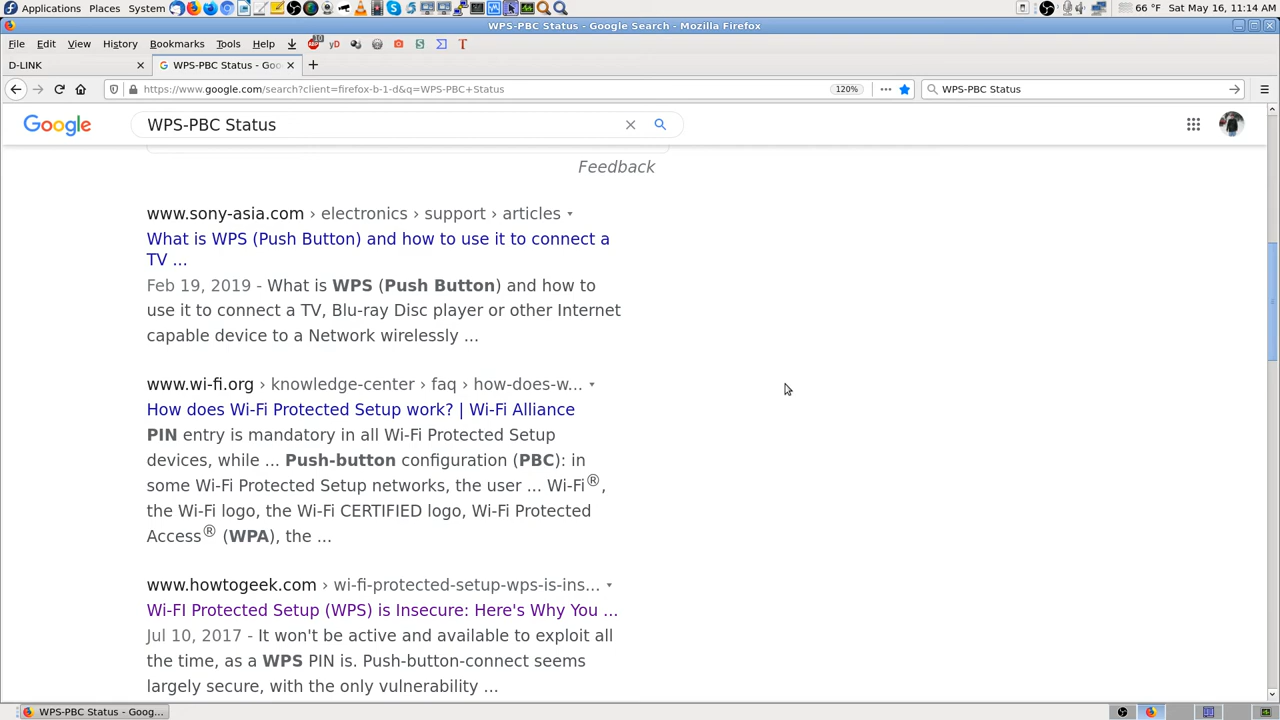 Applications Places System 66 °F Sat May 16, 11:14 AM
WPS-PBC Status - Google Search - Mozilla Firefox
File Edit View History Bookmarks Tools Help 10 yD S Σ T
D-LINK WPS-PBC Status - Goo
https://www.google.com/search?client=firefox-b-1-d&q=WPS-PBC+Status 120% WPS-PBC Status
Google WPS-PBC Status
Feedback
www.sony-asia.com › electronics › support › articles
What is WPS (Push Button) and how to use it to connect a
TV ...
Feb 19, 2019 - What is WPS (Push Button) and how to
use it to connect a TV, Blu-ray Disc player or other Internet
capable device to a Network wirelessly ...
www.wi-fi.org › knowledge-center › faq › how-does-w...
How does Wi-Fi Protected Setup work? | Wi-Fi Alliance
PIN entry is mandatory in all Wi-Fi Protected Setup
devices, while ... Push-button configuration (PBC): in
some Wi-Fi Protected Setup networks, the user ... Wi-Fi®,
the Wi-Fi logo, the Wi-Fi CERTIFIED logo, Wi-Fi Protected
Access® (WPA), the ...
www.howtogeek.com › wi-fi-protected-setup-wps-is-ins...
Wi-FI Protected Setup (WPS) is Insecure: Here's Why You ...
Jul 10, 2017 - It won't be active and available to exploit all
the time, as a WPS PIN is. Push-button-connect seems
largely secure, with the only vulnerability ...
WPS-PBC Status - Goog...